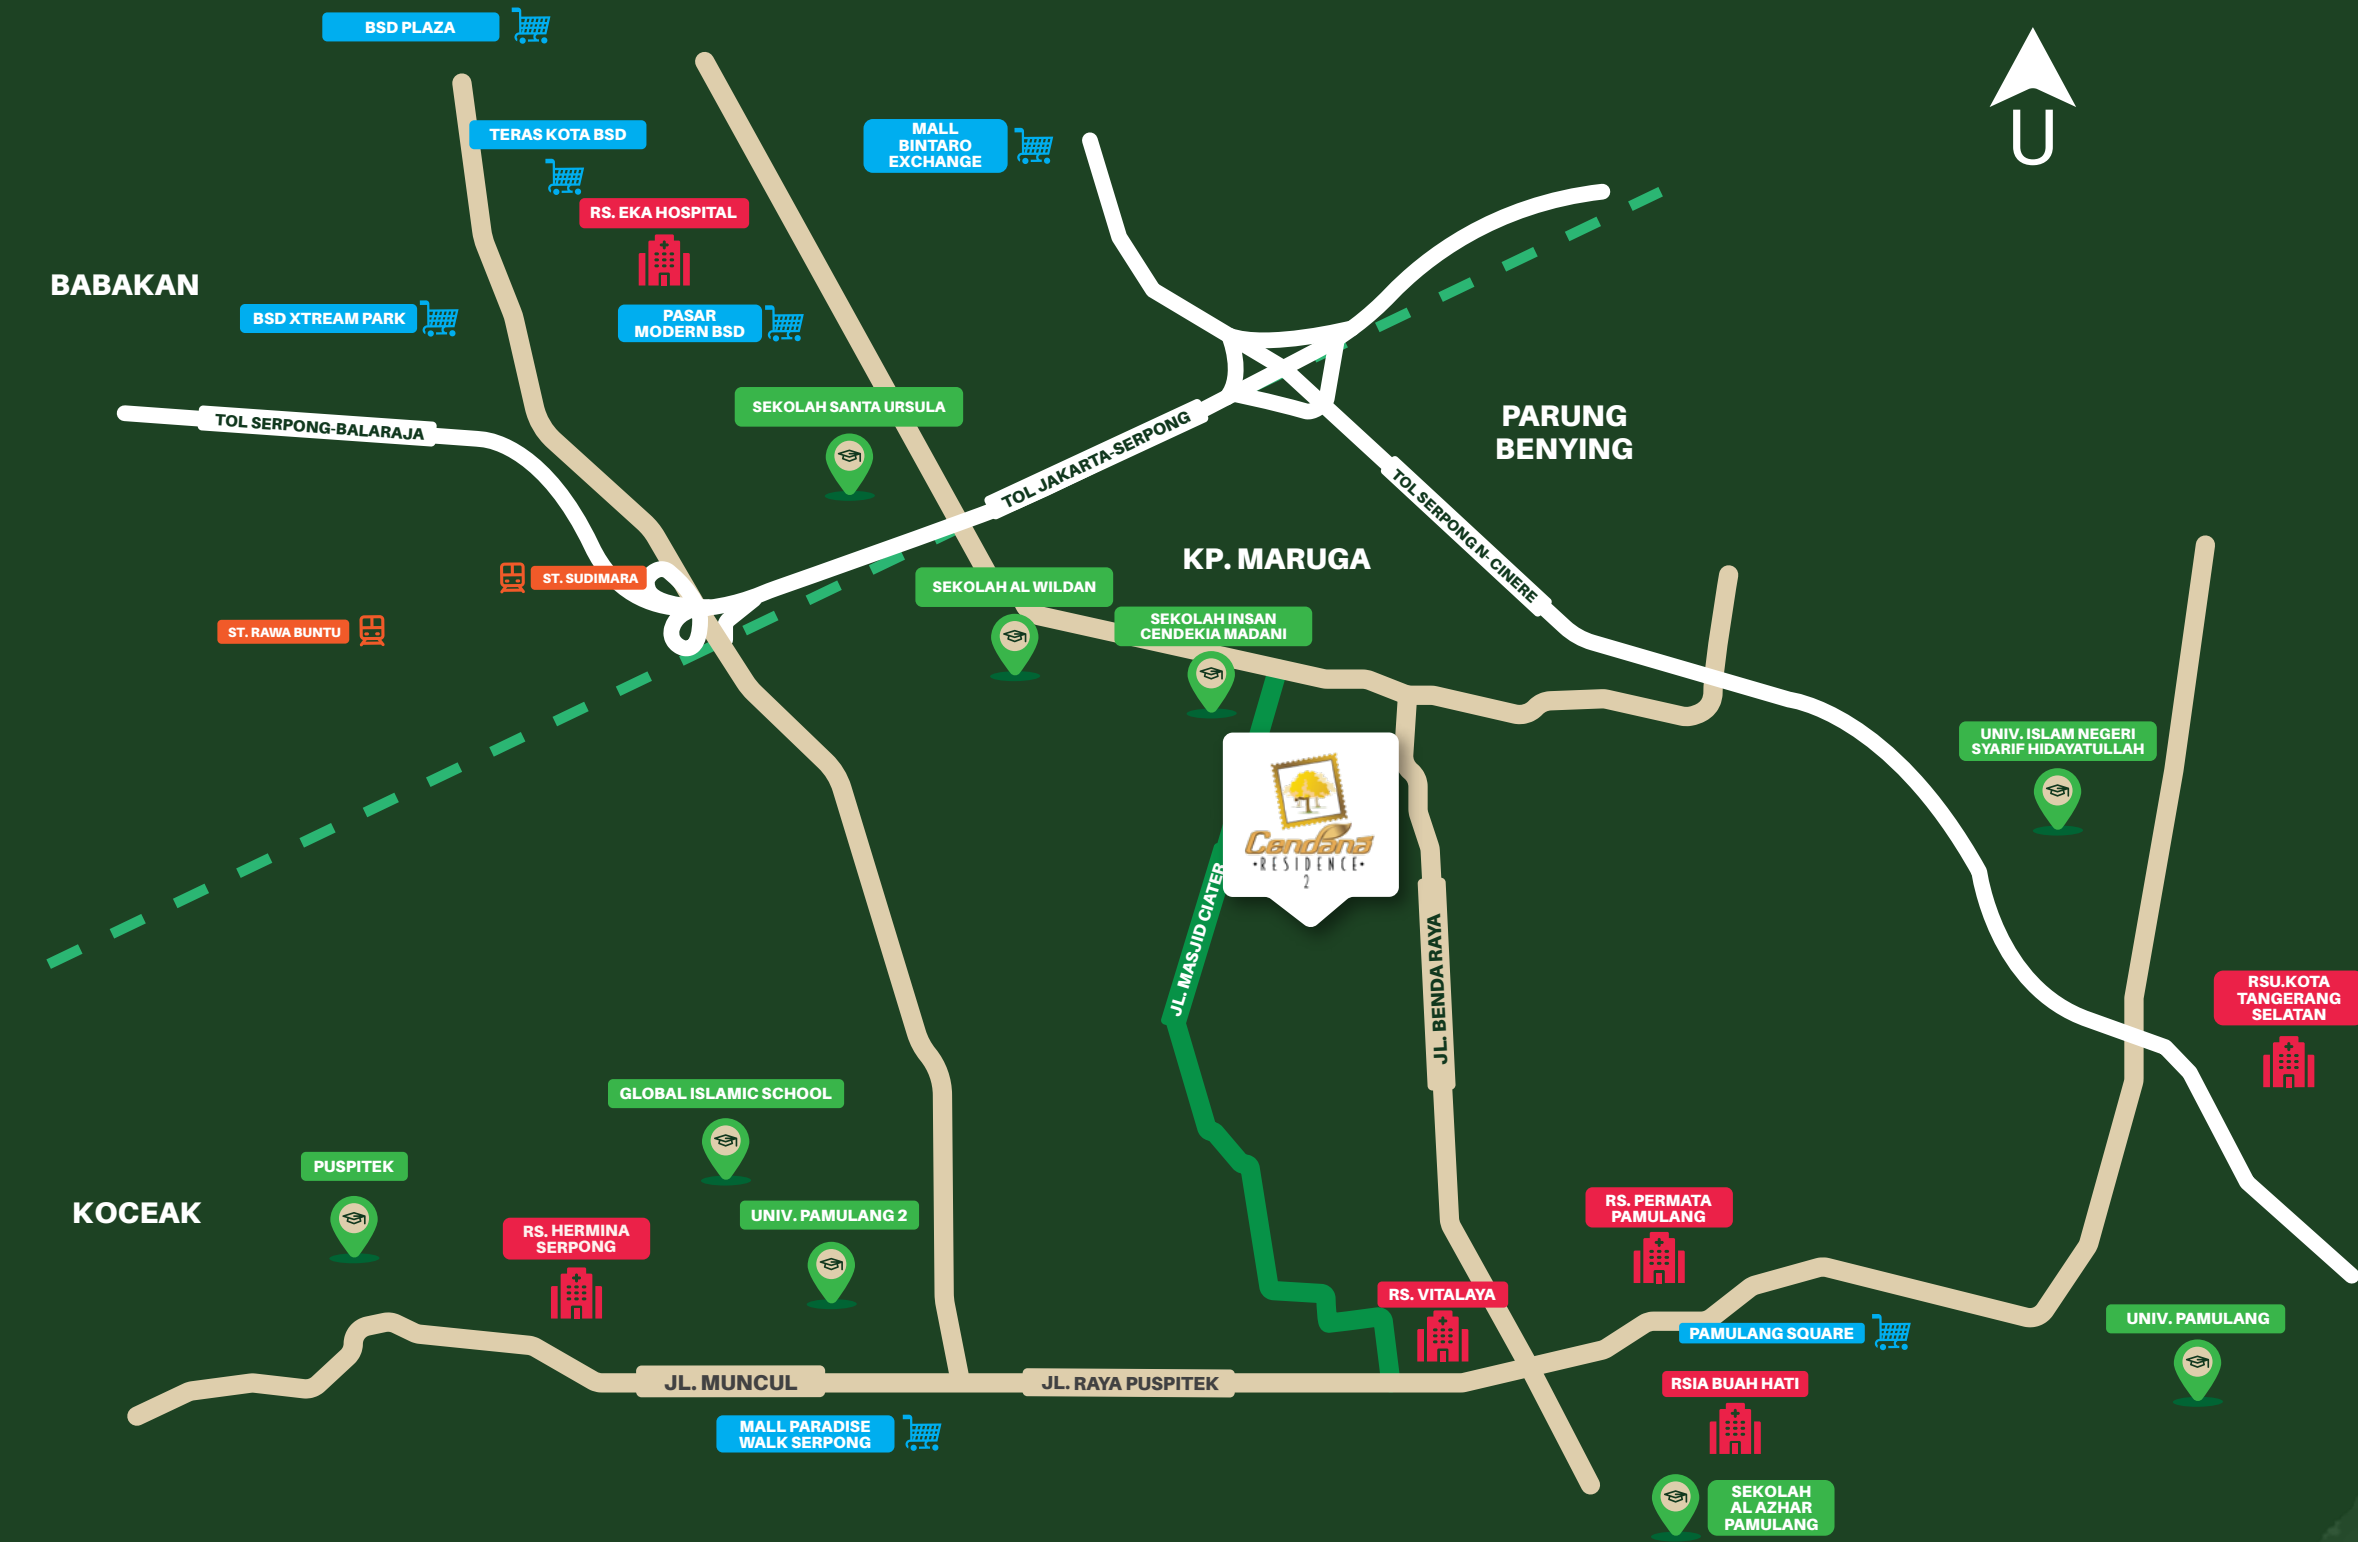 BSD PLAZA
TERAS KOTA BSD
MALL
BINTARO
EXCHANGE
U
RS. EKA HOSPITAL
BABAKAN
BSD XTREAM PARK
PASAR
MODERN BSD
SEKOLAH SANTA URSULA
TOL SERPONG-BALARAJA
TOL JAKARTA-SERPONG
PARUNG
BENYING
TOL SERPONGN-CINERE
KP. MARUGA
ST. SUDIMARA
SEKOLAH AL WILDAN
ST. RAWA BUNTU
SEKOLAH INSAN
CENDEKIA MADANI
UNIV. ISLAM NEGERI
SYARIF HIDAYATULLAH
Cendana
RESIDENCE
2
JL. MASJID CIATER
JL. BENDA RAYA
RSU.KOTA
TANGERANG
SELATAN
GLOBAL ISLAMIC SCHOOL
PUSPITEK
KOCEAK
UNIV. PAMULANG 2
RS. HERMINA
SERPONG
RS. PERMATA
PAMULANG
RS. VITALAYA
PAMULANG SQUARE
UNIV. PAMULANG
JL. MUNCUL
JL. RAYA PUSPITEK
RSIA BUAH HATI
MALL PARADISE
WALK SERPONG
SEKOLAH
AL AZHAR
PAMULANG